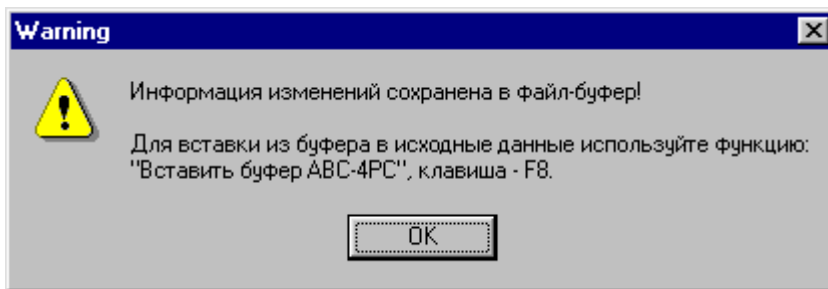 Warning
Информация изменений сохранена в файл-буфер!
Для вставки из буфера в исходные данные используйте функцию:
"Вставить буфер АВС-4РС", клавиша - F8.
OK